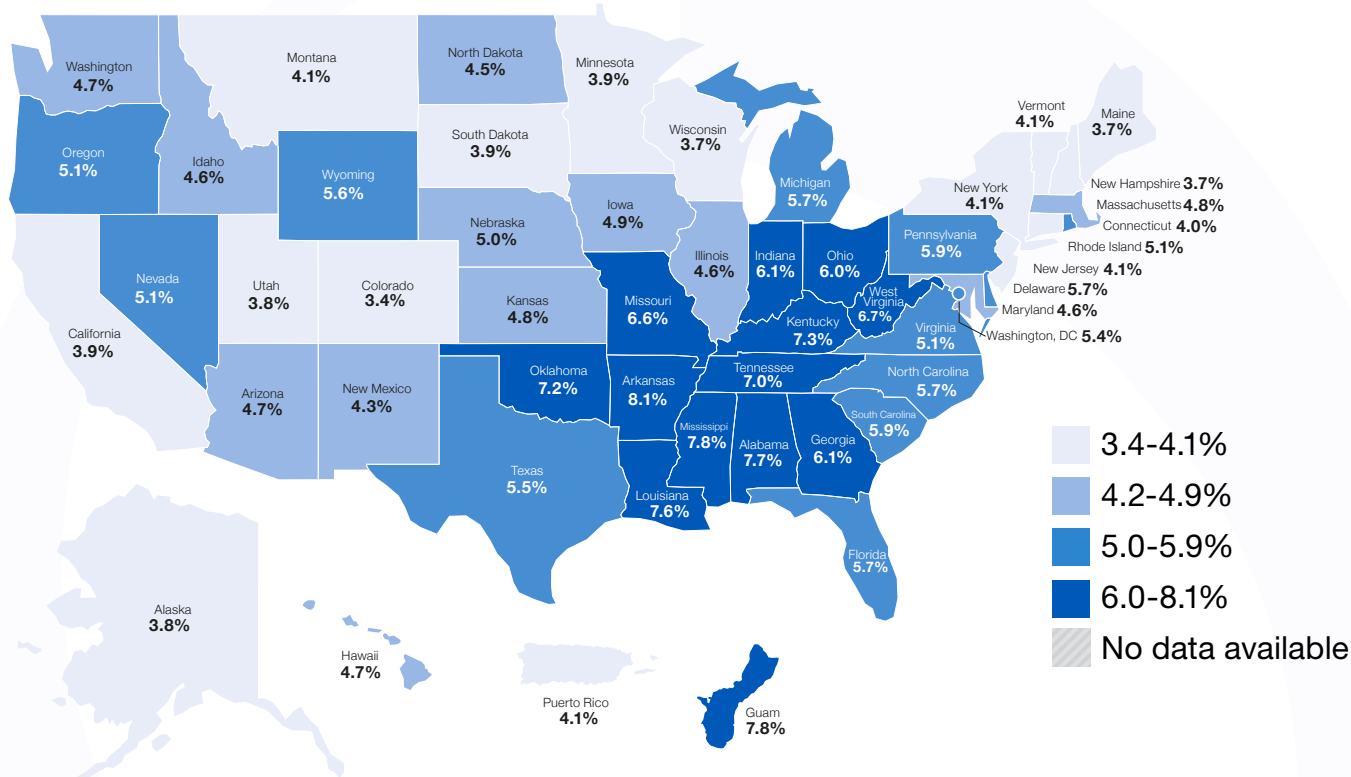 Washington
4.7%
Montana
4.1%
North Dakota
4.5%
Minnesota
3.9%
Oregon
5.1%
Idaho
4.6%
Wyoming
5.6%
South Dakota
3.9%
Wisconsin
3.7%
Michigan
5.7%
Vermont
4.1%
Maine
3.7%
New York
4.1%
New Hampshire 3.7%
Massachusetts 4.8%
Connecticut 4.0%
Rhode Island 5.1%
New Jersey 4.1%
Delaware 5.7%
Maryland 4.6%
Washington, DC 5.4%
Nevada
5.1%
Utah
3.8%
Colorado
3.4%
Nebraska
5.0%
Iowa
4.9%
Illinois
4.6%
Indiana
6.1%
Ohio
6.0%
Pennsylvania
5.9%
California
3.9%
Kansas
4.8%
Missouri
6.6%
Kentucky
7.3%
West
Virginia
6.7%
Virginia
5.1%
Arizona
4.7%
New Mexico
4.3%
Oklahoma
7.2%
Arkansas
8.1%
Tennessee
7.0%
North Carolina
5.7%
South Carolina
5.9%
Texas
5.5%
Louisiana
7.6%
Mississippi
7.8%
Alabama
7.7%
Georgia
6.1%
Florida
5.7%
Alaska
3.8%
Hawaii
4.7%
Puerto Rico
4.1%
Guam
7.8%
3.4-4.1%
4.2-4.9%
5.0-5.9%
6.0-8.1%
No data available